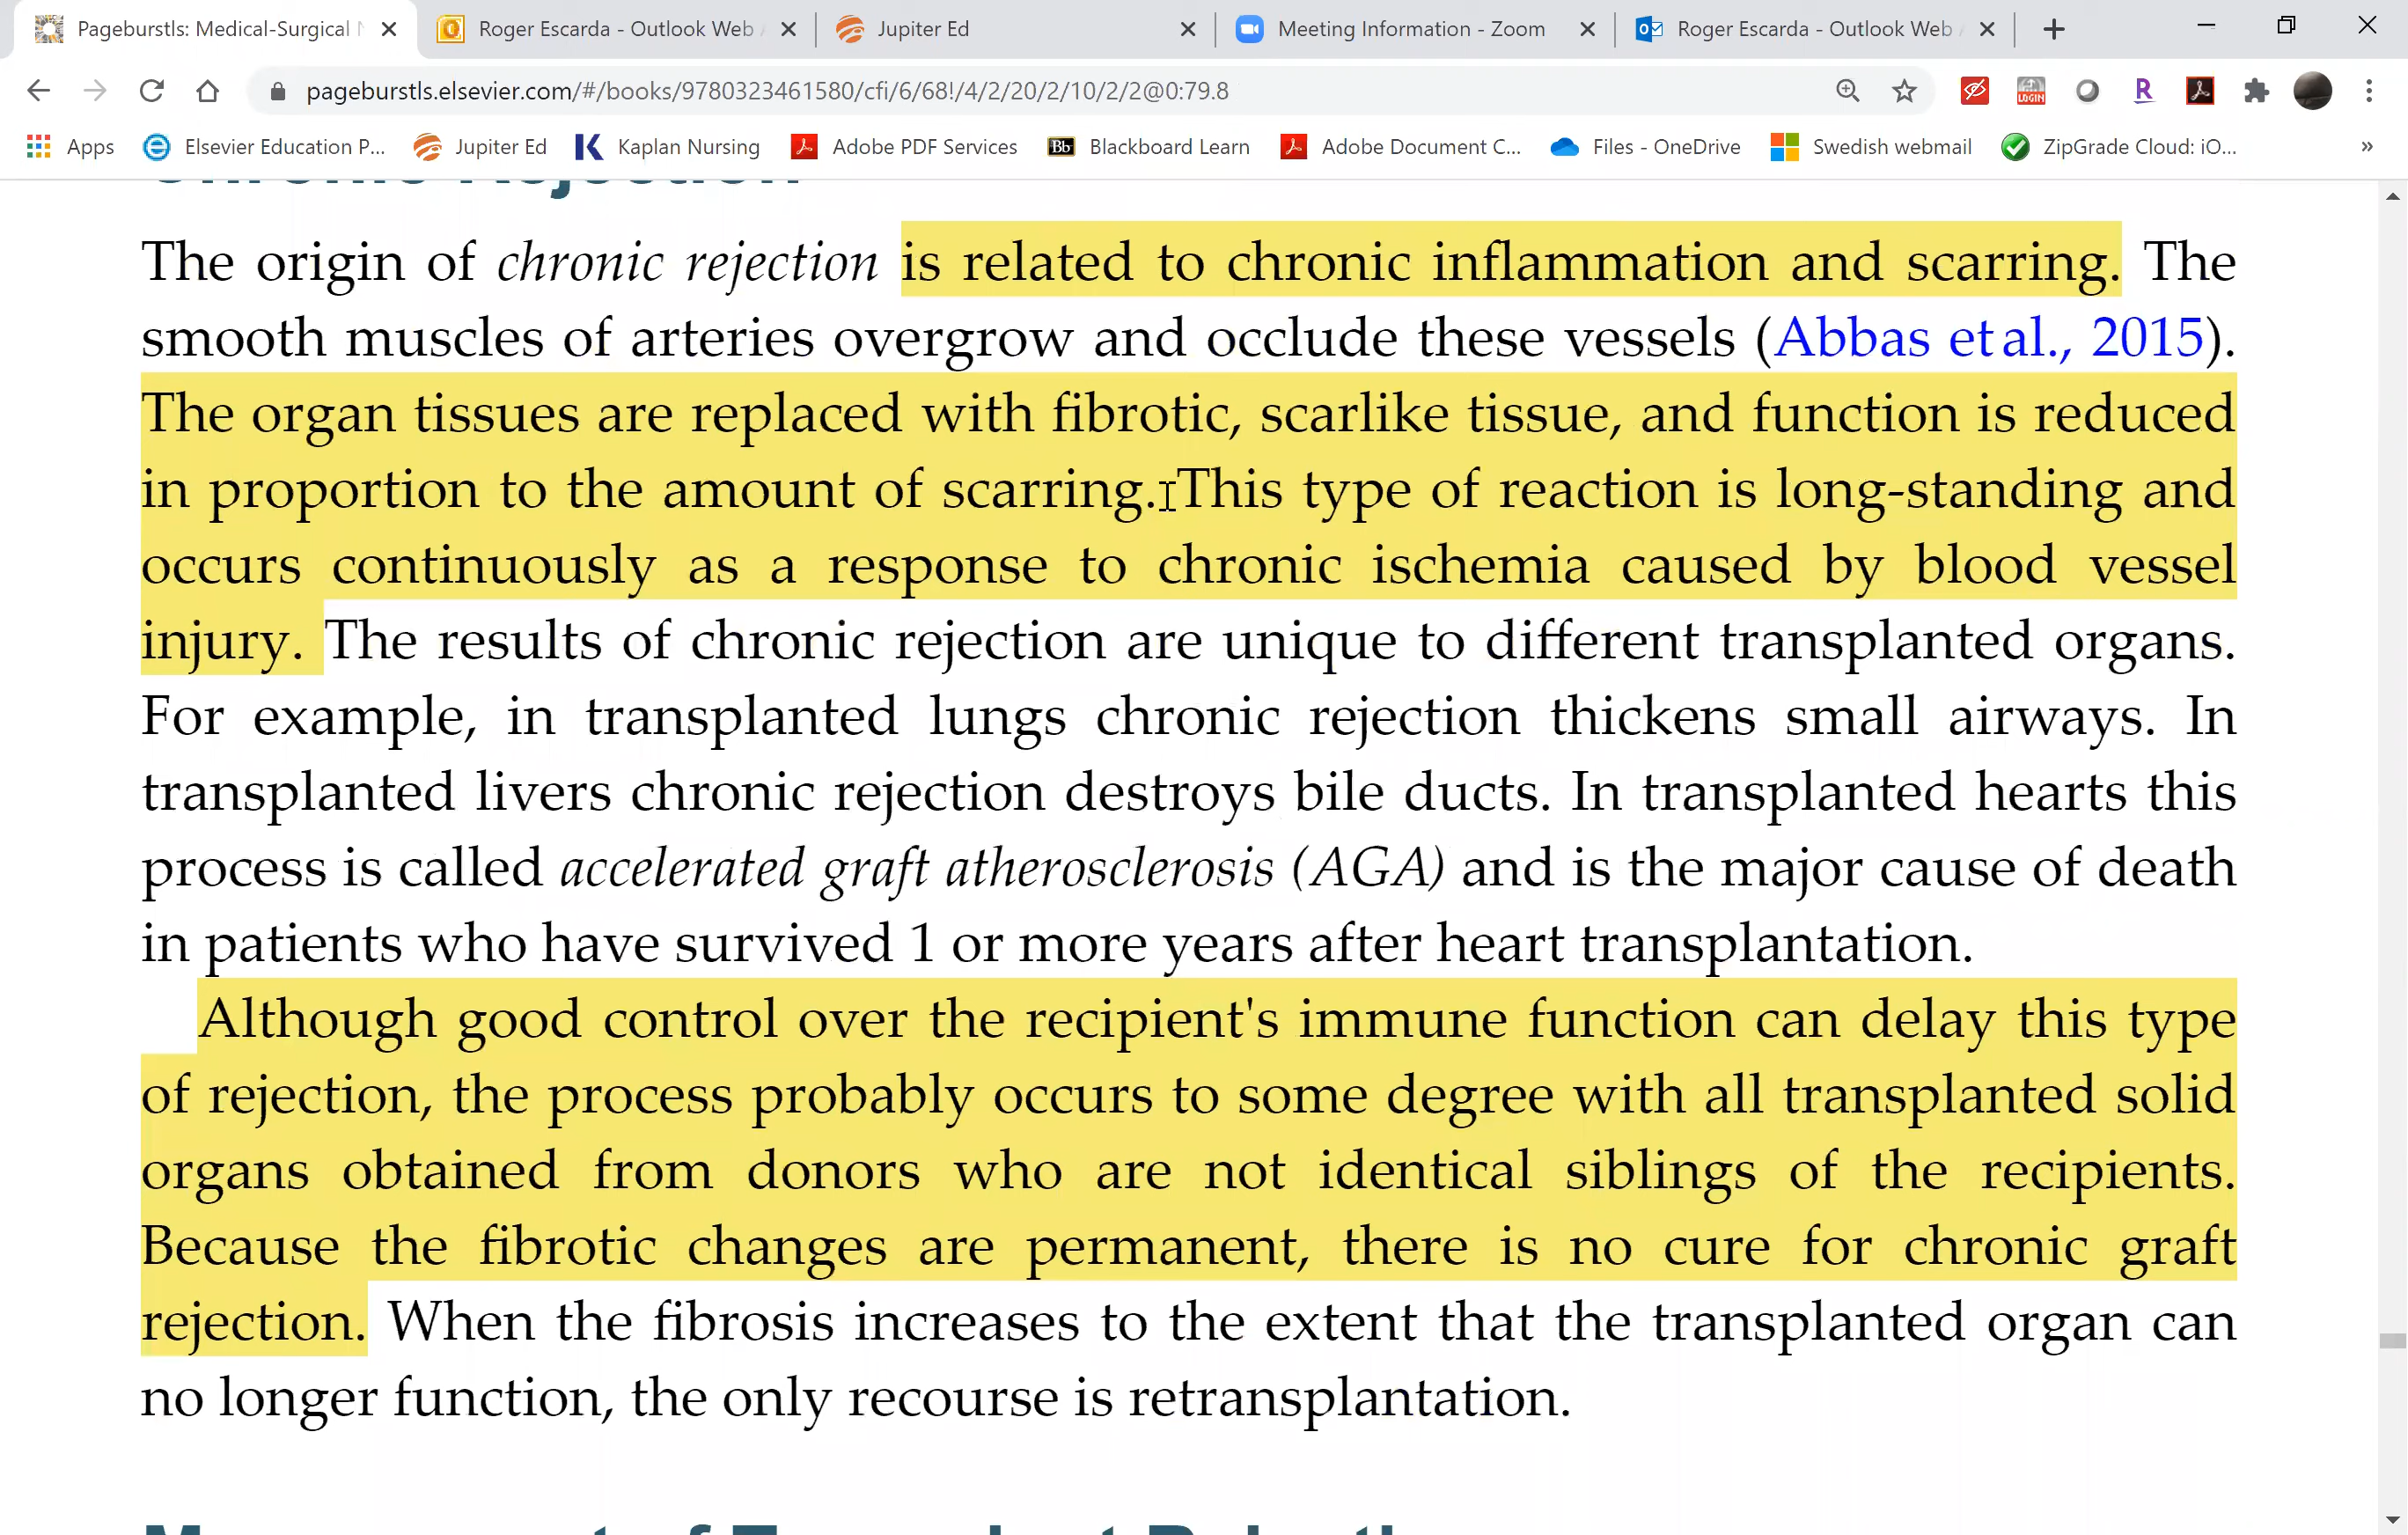 Pageburstls: Medical-Surgical
Roger Escarda - Outlook Web
Jupiter Ed
Meeting Information - Zoom
Roger Escarda - Outlook Web
pageburstls.elsevier.com/#/books/9780323461580/cfi/6/68!/4/2/20/2/10/2/2@0:79.8
LOGIN
R
Apps
Elsevier Education P...
Jupiter Ed
Kaplan Nursing
Adobe PDF Services
Bb Blackboard Learn
Adobe Document C...
Files - OneDrive
Swedish webmail
ZipGrade Cloud: iO...
»
Chronic Rejection
The origin of chronic rejection is related to chronic inflammation and scarring. The
smooth muscles of arteries overgrow and occlude these vessels (Abbas et al., 2015).
The organ tissues are replaced with fibrotic, scarlike tissue, and function is reduced
in proportion to the amount of scarring. This type of reaction is long-standing and
occurs continuously as a response to chronic ischemia caused by blood vessel
injury. The results of chronic rejection are unique to different transplanted organs.
For example, in transplanted lungs chronic rejection thickens small airways. In
transplanted livers chronic rejection destroys bile ducts. In transplanted hearts this
process is called accelerated graft atherosclerosis (AGA) and is the major cause of death
in patients who have survived 1 or more years after heart transplantation.
Although good control over the recipient's immune function can delay this type
of rejection, the process probably occurs to some degree with all transplanted solid
organs obtained from donors who are not identical siblings of the recipients.
Because the fibrotic changes are permanent, there is no cure for chronic graft
rejection. When the fibrosis increases to the extent that the transplanted organ can
no longer function, the only recourse is retransplantation.